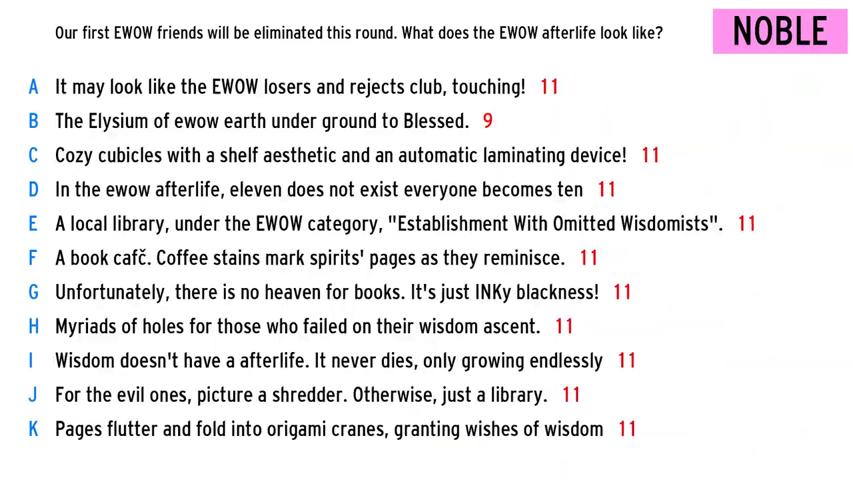 Our first EWOW friends will be eliminated this round. What does the EWOW afterlife look like?
NOBLE
A It may look like the EWOW losers and rejects club, touching! 11
B The Elysium of ewow earth under ground to Blessed. 9
C Cozy cubicles with a shelf aesthetic and an automatic laminating device! 11
D In the ewow afterlife, eleven does not exist everyone becomes ten 11
E A local library, under the EWOW category, "Establishment With Omitted Wisdomists". 11
F A book cafč. Coffee stains mark spirits' pages as they reminisce. 11
G Unfortunately, there is no heaven for books. It's just INKy blackness! 11
H Myriads of holes for those who failed on their wisdom ascent. 11
I Wisdom doesn't have a afterlife. It never dies, only growing endlessly 11
J For the evil ones, picture a shredder. Otherwise, just a library. 11
K Pages flutter and fold into origami cranes, granting wishes of wisdom 11